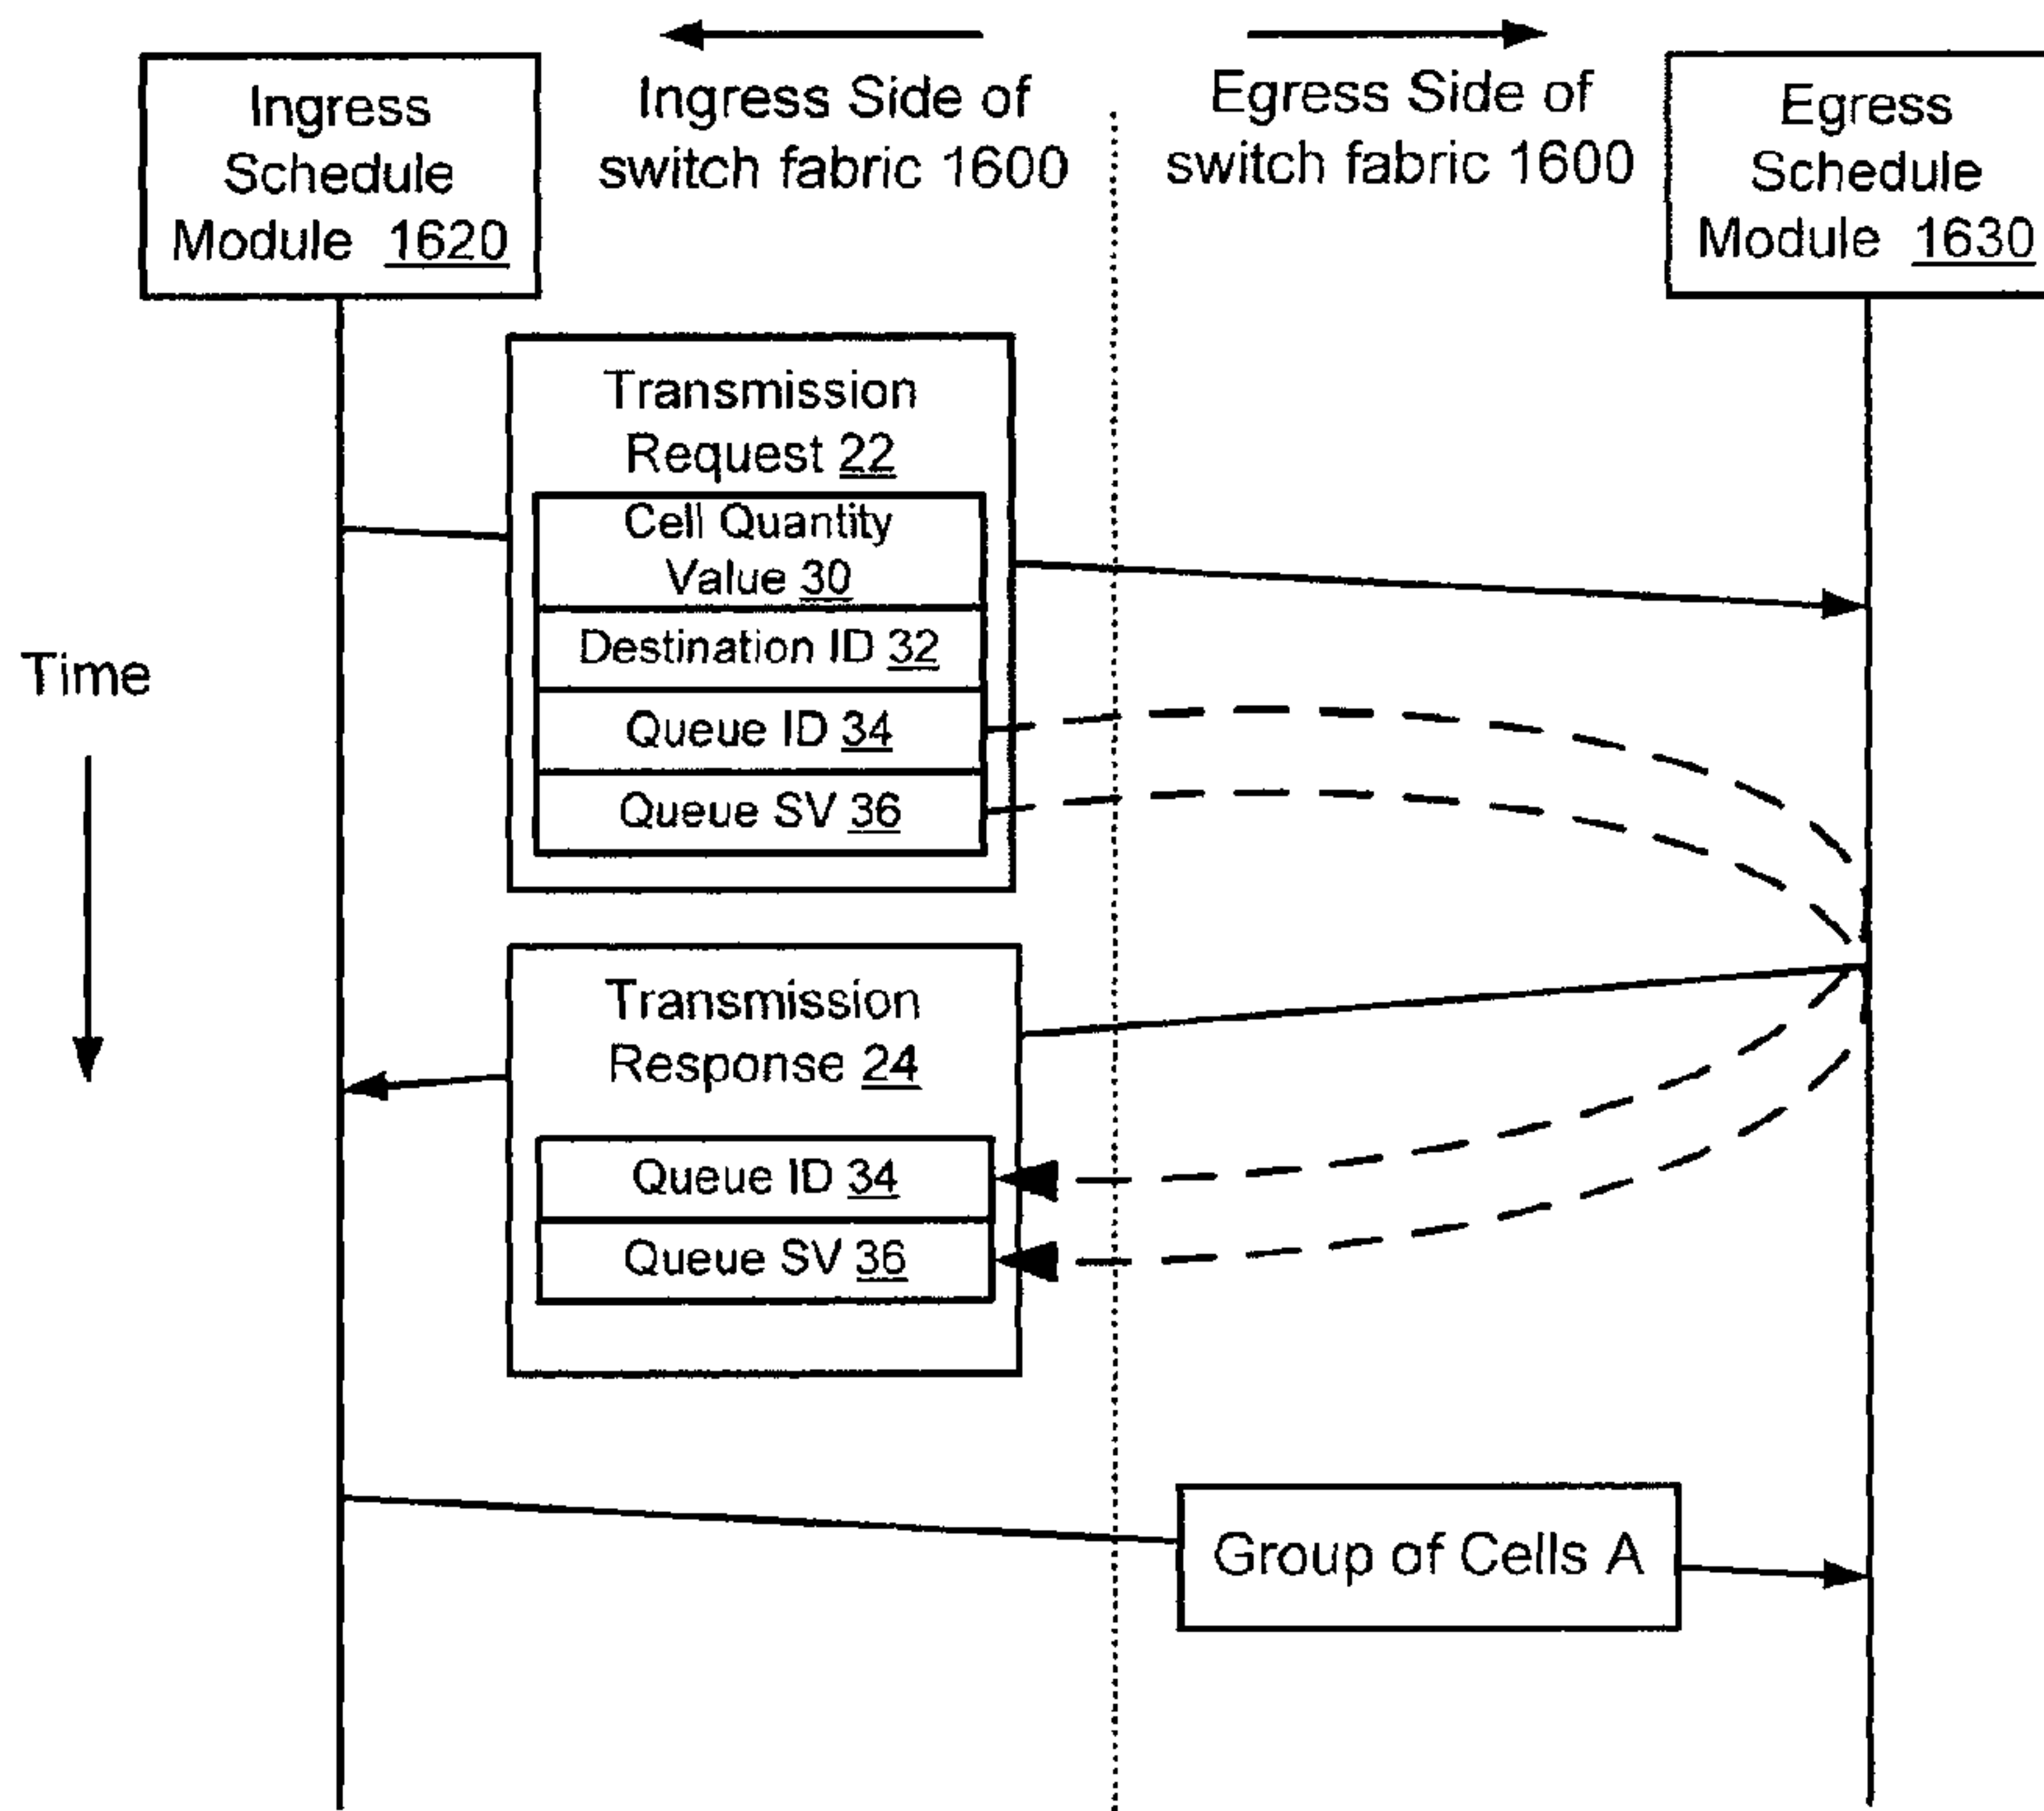 Ingress
Schedule
Module 1620
Ingress Side of
switch fabric 1600
Egress Side of
switch fabric 1600
Egress
Schedule
Module 1630
Transmission
Request 22
Cell Quantity
Value 30
Destination ID 32
Queue ID 34
Queue SV 36
Time
Transmission
Response 24
Queue ID 34
Queue SV 36
Group of Cells A